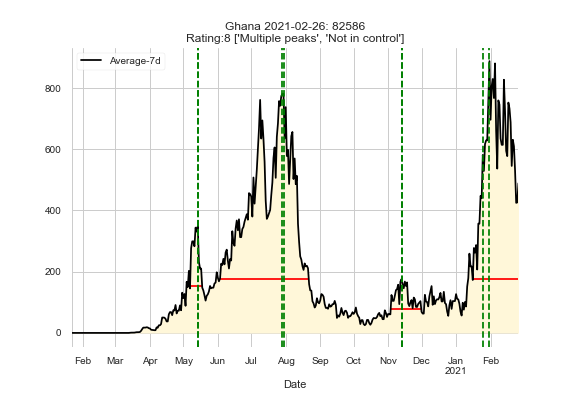 Ghana 2021-02-26: 82586
Rating:8 ['Multiple peaks', 'Not in control']
Average-7d
800
600
400
200
0
Feb Mar Apr May Jun Jul Aug Sep Oct Nov Dec Jan Feb
2021
Date